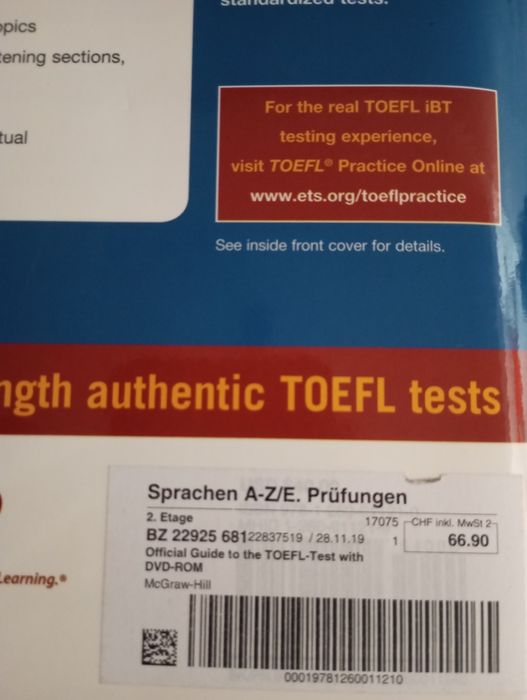 standardized tests.
opics
tening sections,
tual
For the real TOEFL iBT
testing experience,
visit TOEFL® Practice Online at
www.ets.org/toeflpractice
See inside front cover for details.
ngth authentic TOEFL tests
Learning.®
Sprachen A-Z/E. Prüfungen
2. Etage 17075 CHF inkl. MwSt 2
BZ 22925 68122837519 / 28.11.19 1 66.90
Official Guide to the TOEFL-Test with
DVD-ROM
McGraw-Hill
00019781260011210